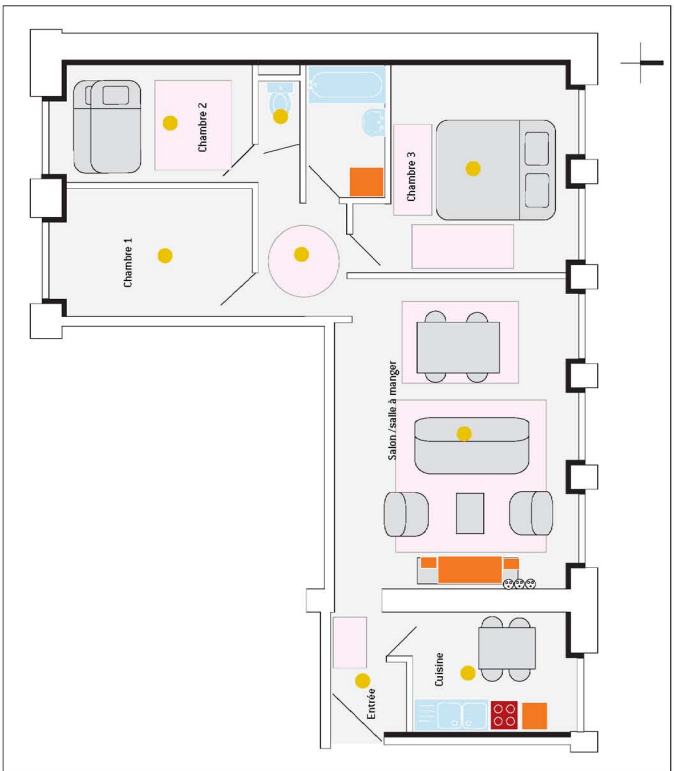 Chambre 2
Chambre 1
Chambre 3
Salon/salle à manger
Cuisine
Entrée